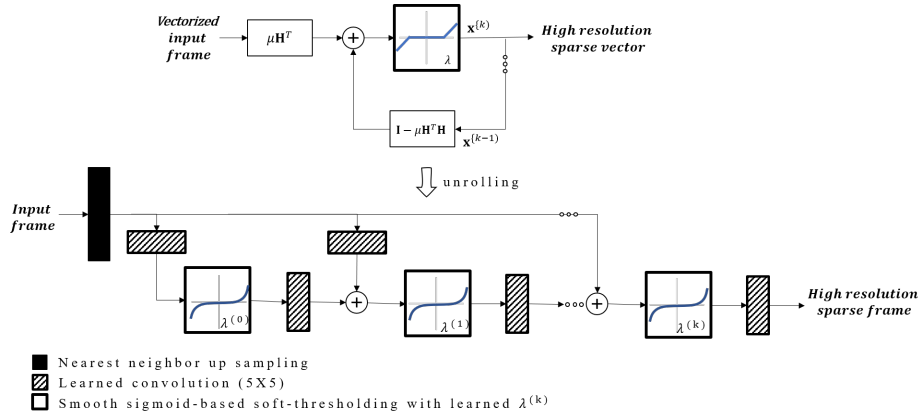 Vectorized
input
frame
μH^T
+
λ
x^{(k)
High resolution
sparse vector
I − μH^TH
x^{(k−1)
unrolling
Input
frame
λ^(0)
+
λ^(1)
+
λ^(k)
High resolution
sparse frame
Nearest neighbor up sampling
Learned convolution (5X5)
Smooth sigmoid-based soft-thresholding with learned λ^(k)